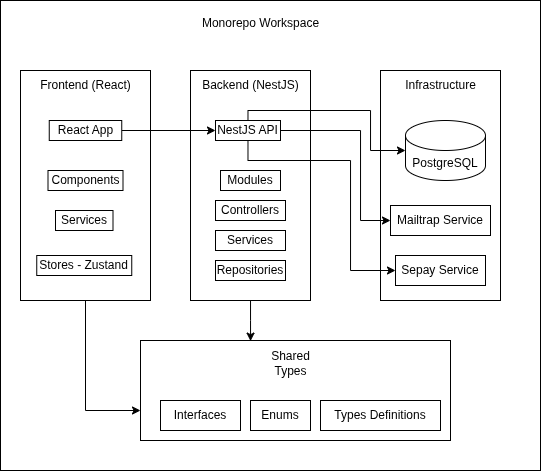 Monorepo Workspace
Frontend (React)
React App
Components
Services
Stores - Zustand
Backend (NestJS)
NestJS API
Modules
Controllers
Services
Repositories
Infrastructure
PostgreSQL
Mailtrap Service
Sepay Service
Shared
Types
Interfaces
Enums
Types Definitions